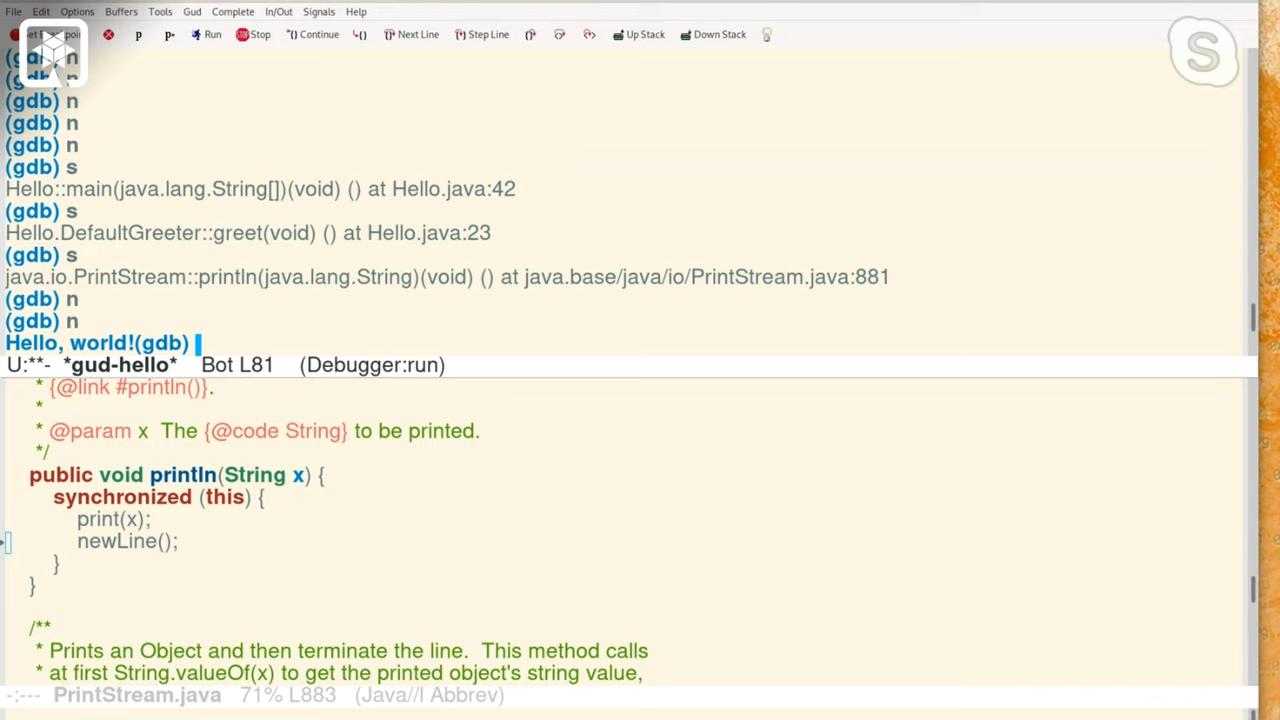 File Edit Options Buffers Tools Gud Complete In/Out Signals Help
p p* Run STOP Stop Continue Next Line Step Line Up Stack Down Stack
(gdb) n
(gdb) n
(gdb) n
(gdb) n
(gdb) n
(gdb) s
Hello::main(java.lang.String[])(void) () at Hello.java:42
(gdb) s
Hello.DefaultGreeter::greet(void) () at Hello.java:23
(gdb) s
java.io.PrintStream::println(java.lang.String)(void) () at java.base/java/io/PrintStream.java:881
(gdb) n
(gdb) n
Hello, world!(gdb)
U:**- *gud-hello* Bot L81 (Debugger:run)
* {@link #println()}.
*
* @param x The {@code String} to be printed.
*/
public void println(String x) {
synchronized (this) {
print(x);
newLine();
}
}
/**
* Prints an Object and then terminate the line. This method calls
* at first String.valueOf(x) to get the printed object's string value,
-:--- PrintStream.java 71% L883 (Java//l Abbrev)